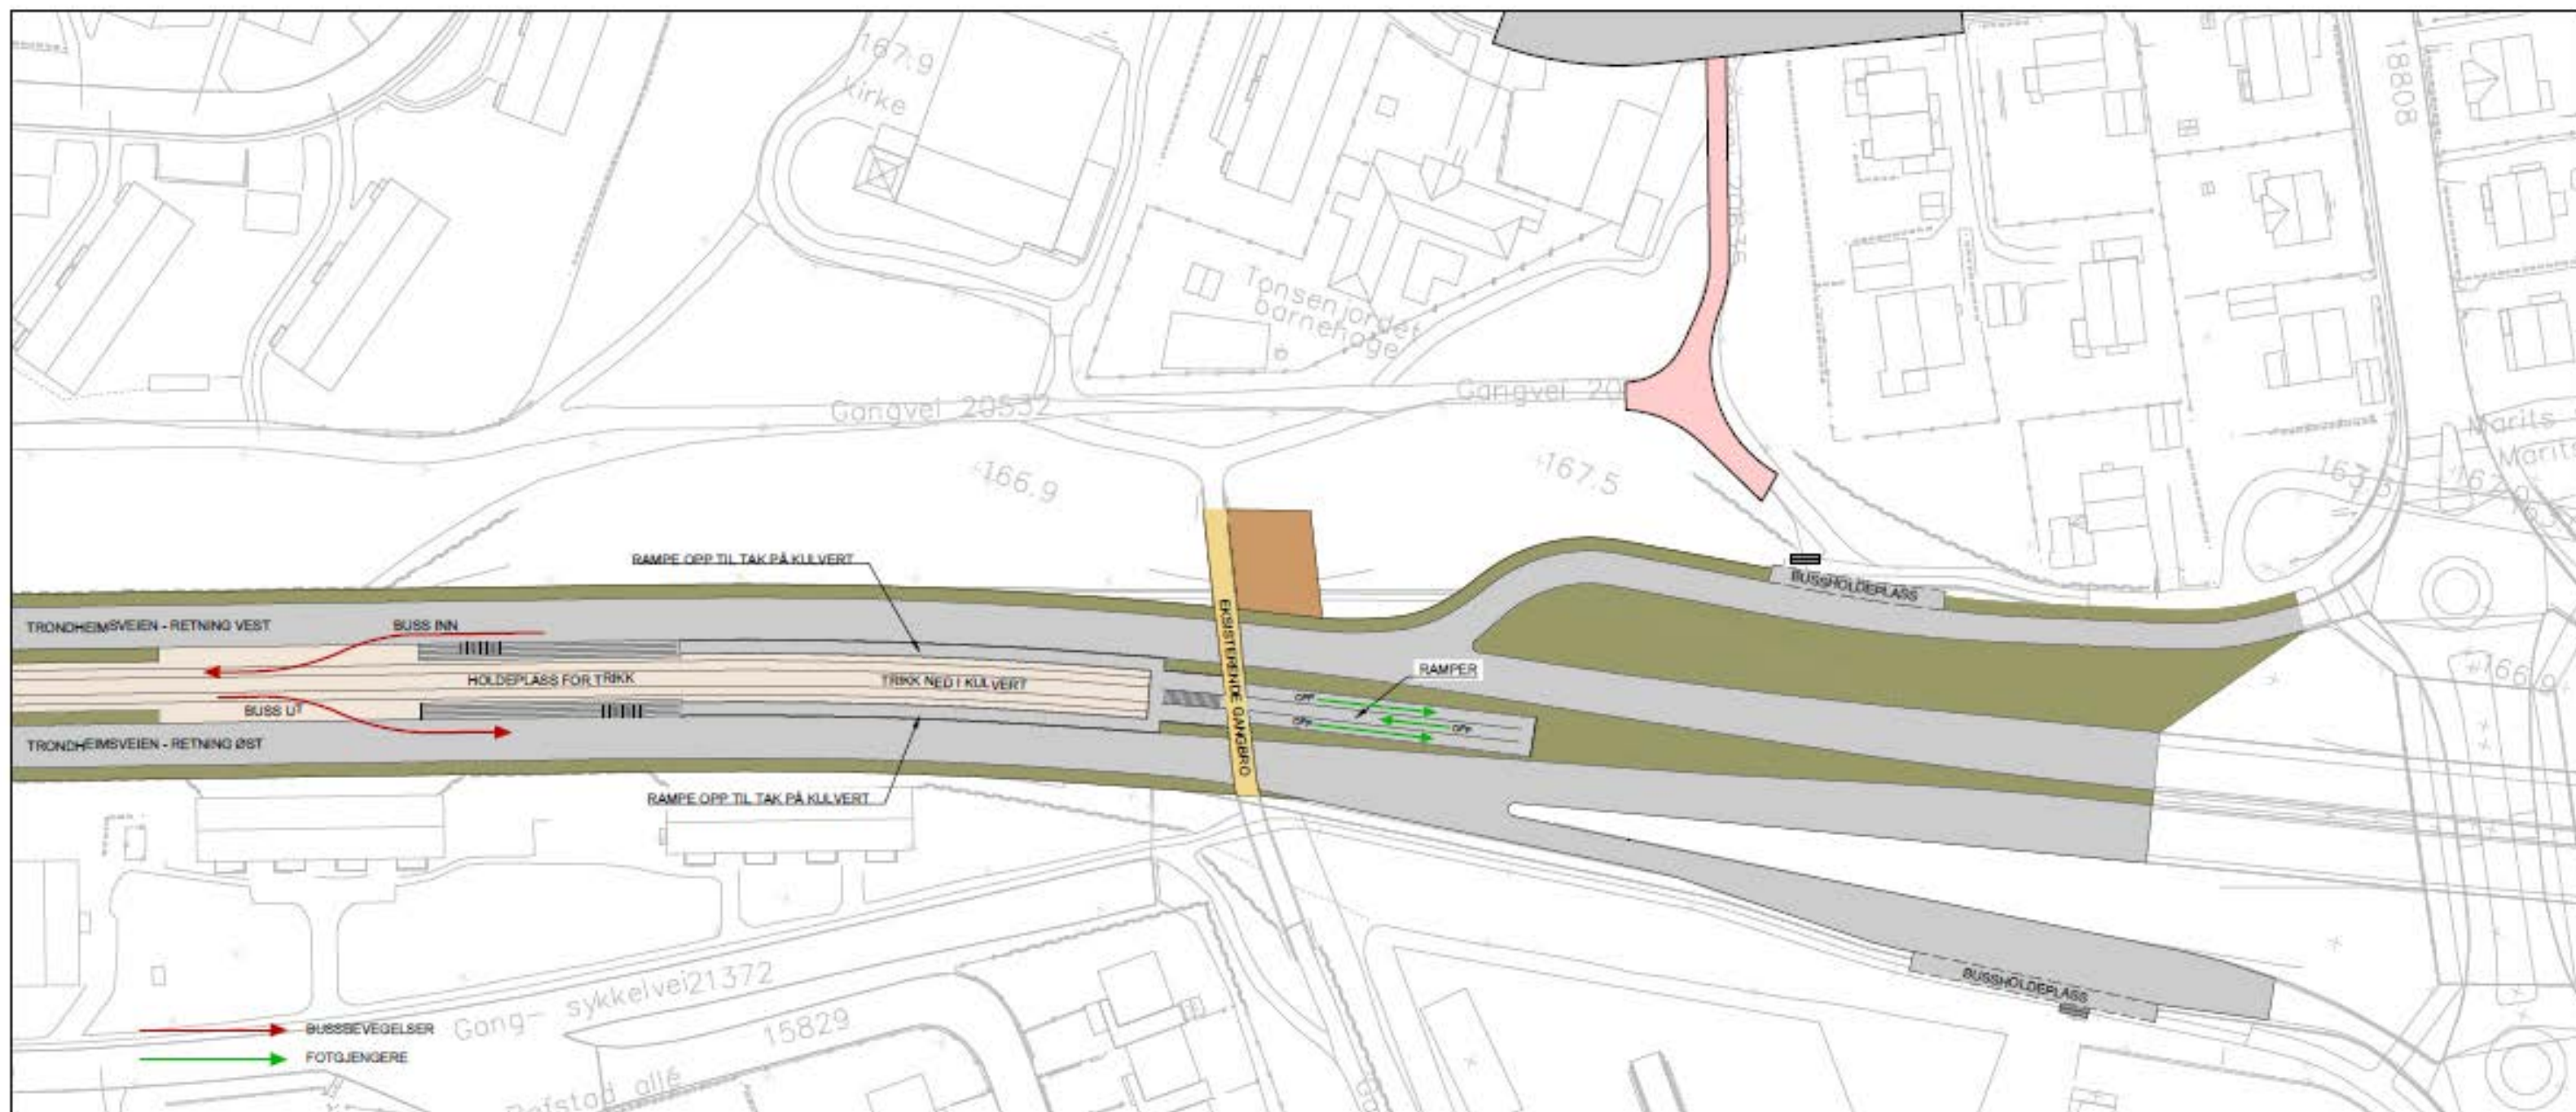 167.9
Kirke
18808
Tonsenjordet
barnehage
Gangvei 20532
Gangvei 20
Marits
Marits
166.9
167.5
163.3
RAMPE OPP TIL TAK PÅ KULVERT
BUSSHOLDEPLASS
TRONDHEIMSVEIEN - RETNING VEST
BUSS INN
EKSISTERENDE GANGBRO
RAMPER
HOLDEPLASS FOR TRIKK
TRIKK NED I KULVERT
OPP
OPP
OPP
BUSS UT
TRONDHEIMSVEIEN - RETNING ØST
RAMPE OPP TIL TAK PÅ KULVERT
BUSSHOLDEPLASS
Gang- sykkelvei21372
15829
BUSSBEVEGELSER
FOTGJENGERE
Refstad allé